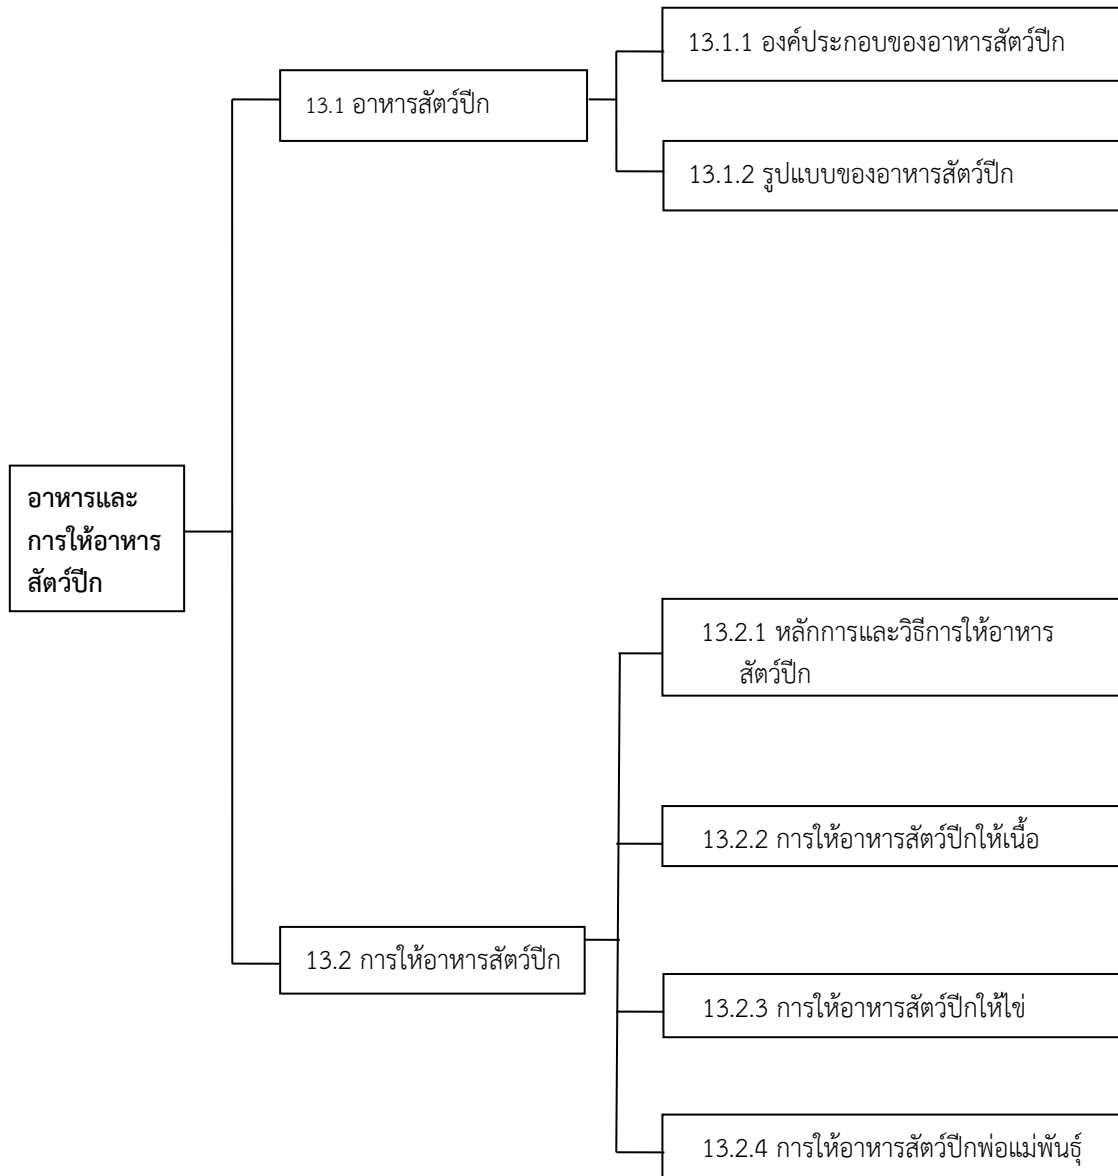 อาหารและ
การให้อาหาร
สัตว์ปีก
13.1 อาหารสัตว์ปีก
13.1.1 องค์ประกอบของอาหารสัตว์ปีก
13.1.2 รูปแบบของอาหารสัตว์ปีก
13.2 การให้อาหารสัตว์ปีก
13.2.1 หลักการและวิธีการให้อาหาร
สัตว์ปีก
13.2.2 การให้อาหารสัตว์ปีกให้เนื้อ
13.2.3 การให้อาหารสัตว์ปีกให้ไข่
13.2.4 การให้อาหารสัตว์ปีกพ่อแม่พันธุ์